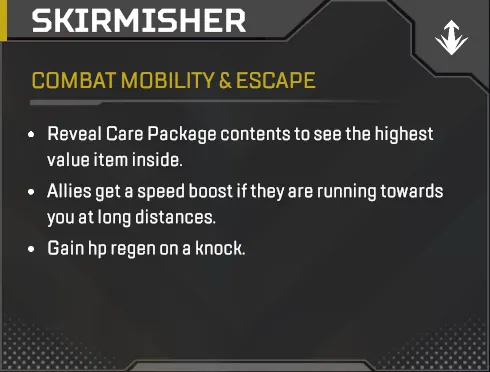 SKIRMISHER
COMBAT MOBILITY & ESCAPE
• Reveal Care Package contents to see the highest
value item inside.
• Allies get a speed boost if they are running towards
you at long distances.
• Gain hp regen on a knock.